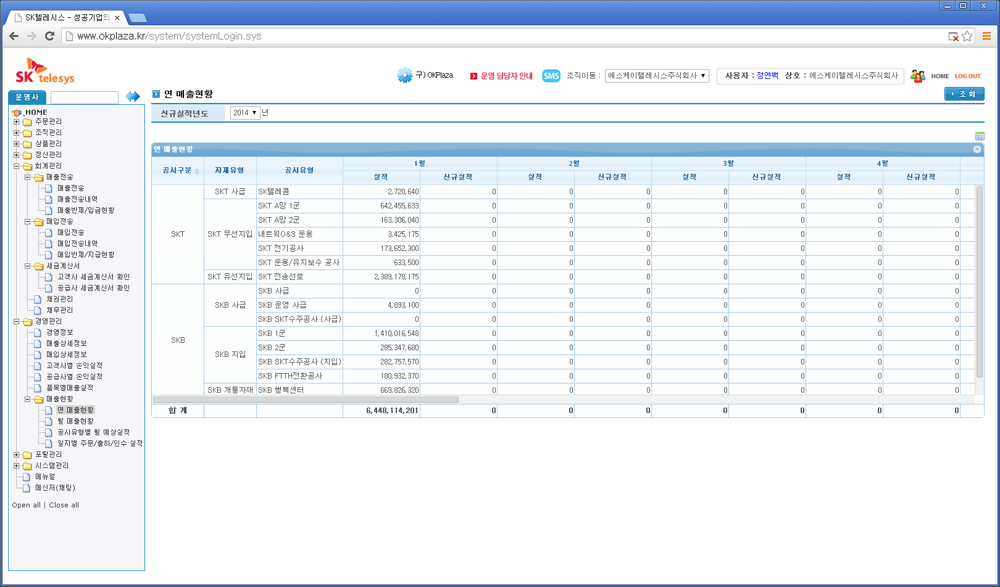 SK텔레시스 - 성공기업의
www.okplaza.kr/system/systemLogin.sys
SK telesys
구) OKPlaza
운영 담당자 안내
SMS
조직이동 : 에스케이텔레시스주식회사
사용자 : 정연백 상호 : 에스케이텔레시스주식회사
HOME LOG OUT
운영사
_HOME
주문관리
조직관리
상품관리
정산관리
회계관리
매출전송
매출전송
매출전송내역
매출반제/입금현황
매입전송
매입전송
매입전송내역
매입반제/지급현황
세금계산서
고객사 세금계산서 확인
공급사 세금계산서 확인
채권관리
채무관리
경영관리
경영정보
매출상세정보
매입상세정보
고객사별 손익실적
공급사별 손익실적
품목별매출실적
매출현황
연 매출현황
월 매출현황
공사유형별 월 예상실적
일자별 주문/출하/인수 실적
포탈관리
시스템관리
메뉴얼
메신저(채팅)
Open all | Close all
연 매출현황
조회
신규실적년도 2014 년
연 매출현황
공사구분 자재유형 공사유형 1월 2월 3월 4월
실적 신규실적 실적 신규실적 실적 신규실적 실적 신규실적
SKT SKT 사급 SK텔레콤 2,720,640 0 0 0 0 0 0 0
SKT 무선지입 SKT A망 1군 642,455,633 0 0 0 0 0 0 0
SKT A망 2군 163,306,040 0 0 0 0 0 0 0
네트웍O&S 운용 3,425,175 0 0 0 0 0 0 0
SKT 전기공사 173,652,300 0 0 0 0 0 0 0
SKT 운용/유지보수 공사 633,500 0 0 0 0 0 0 0
SKT 유선지입 SKT 전송선로 2,389,178,175 0 0 0 0 0 0 0
SKB SKB 사급 SKB 사급 0 0 0 0 0 0 0 0
SKB 운영 사급 4,893,100 0 0 0 0 0 0 0
SKB SKT수주공사 (사급) 0 0 0 0 0 0 0 0
SKB 지입 SKB 1군 1,410,016,548 0 0 0 0 0 0 0
SKB 2군 285,347,680 0 0 0 0 0 0 0
SKB SKT수주공사 (지입) 282,757,570 0 0 0 0 0 0 0
SKB FTTH전환공사 180,932,370 0 0 0 0 0 0 0
SKB 개통자재 SKB 행복센터 669,826,320 0 0 0 0 0 0 0
합 계 6,448,114,201 0 0 0 0 0 0 0